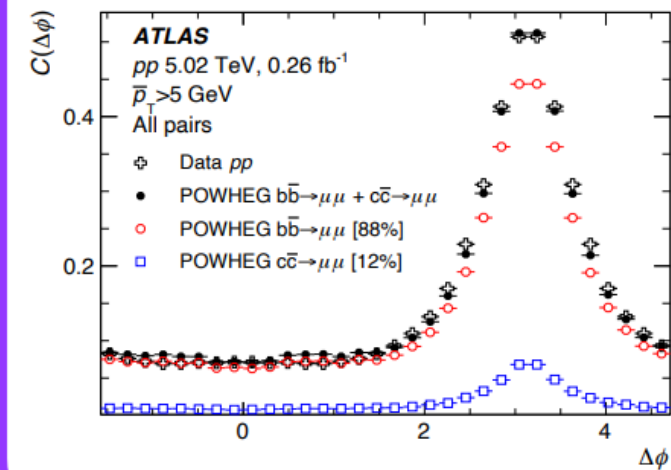 C(Δϕ)
ATLAS
pp 5.02 TeV, 0.26 fb⁻¹
p̅_T>5 GeV
All pairs
Data pp
POWHEG bb̅→μμ + cc̅→μμ
POWHEG bb̅→μμ [88%]
POWHEG cc̅→μμ [12%]
0.4
0.2
0 2 4
Δϕ